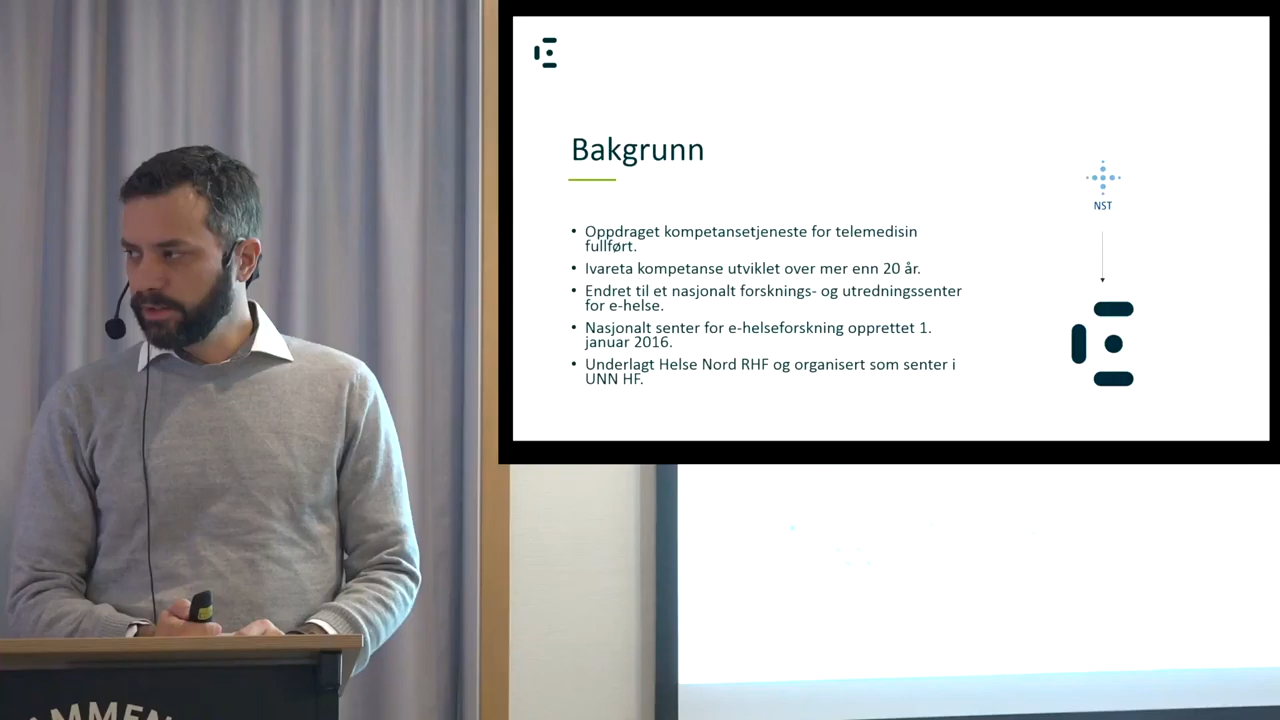 Bakgrunn
• Oppdraget kompetansetjeneste for telemedisin
fullført.
• Ivareta kompetanse utviklet over mer enn 20 år.
• Endret til et nasjonalt forsknings- og utredningssenter
for e-helse.
• Nasjonalt senter for e-helseforskning opprettet 1.
januar 2016.
• Underlagt Helse Nord RHF og organisert som senter i
UNN HF.
NST